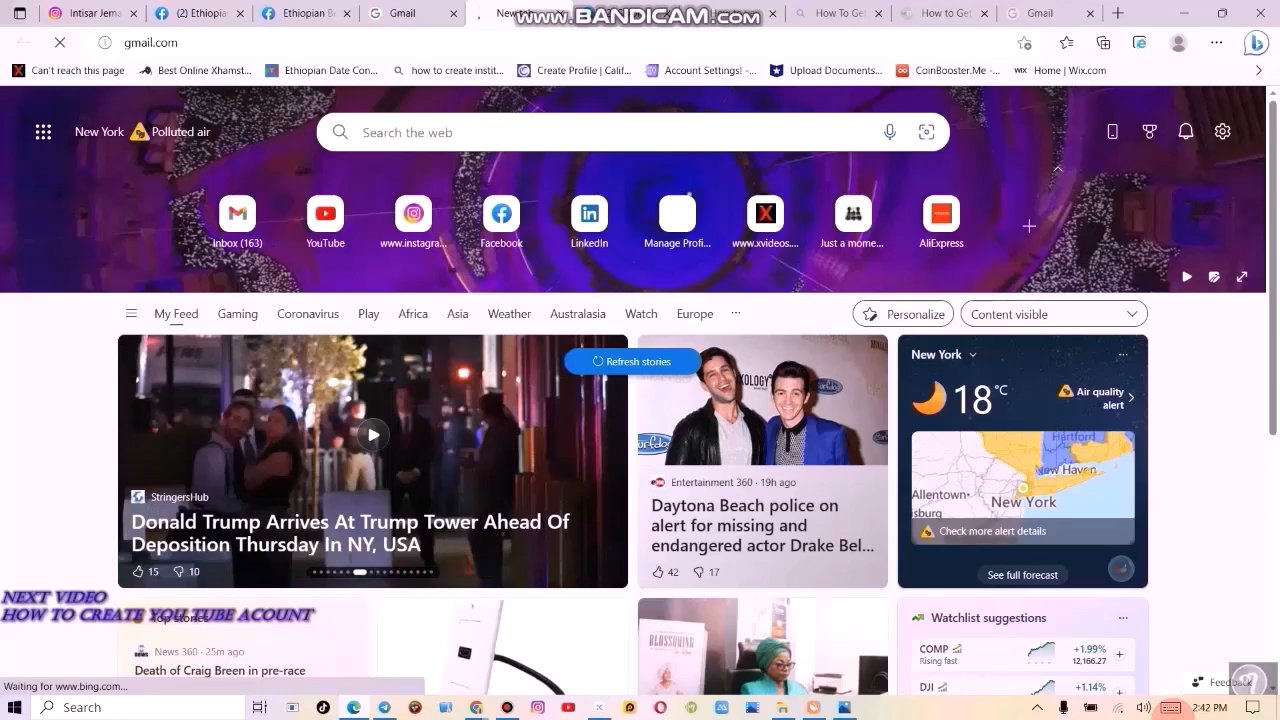 Intisar Jema
(2) Ethiopia
Gmail
How To Get
How to Get
Gmail
www.BANDICAM.com
gmail.com
Can't reach this page
Best Online Xhamst...
Ethiopian Date Con...
how to create instit...
Create Profile | Calif...
Account Settings! -...
Upload Documents...
CoinBooster.Me -...
WIX
Home | Wix.com
New York
Polluted air
Search the web
Inbox (163)
YouTube
www.instagra...
Facebook
LinkedIn
Manage Profi...
www.xvideos....
Just a mome...
AliExpress
My Feed
Gaming
Coronavirus
Play
Africa
Asia
Weather
Australasia
Watch
Europe
Personalize
Content visible
Refresh stories
StringersHub
Donald Trump Arrives At Trump Tower Ahead Of
Deposition Thursday In NY, USA
15
10
Entertainment 360 · 19h ago
Daytona Beach police on
alert for missing and
endangered actor Drake Bel...
42
17
New York
18°C
Air quality
alert
Hartford
New Haven
Allentown
isburg
New York
Check more alert details
See full forecast
NEXT VIDEO
HOW TO CREATE YOU TUBE ACOUNT
Top stories
News 360 · 25m ago
Death of Craig Breen in pre-race
BLOSSOMING
Watchlist suggestions
COMP
+1.99%
Rising fast
12,166.27
DJI
+1.14%
Feedback
Waiting for www.bing.com...
Search
2:42 PM